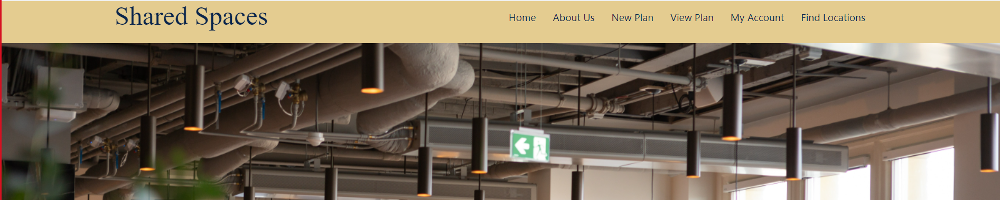 Shared Spaces
Home About Us New Plan View Plan My Account Find Locations